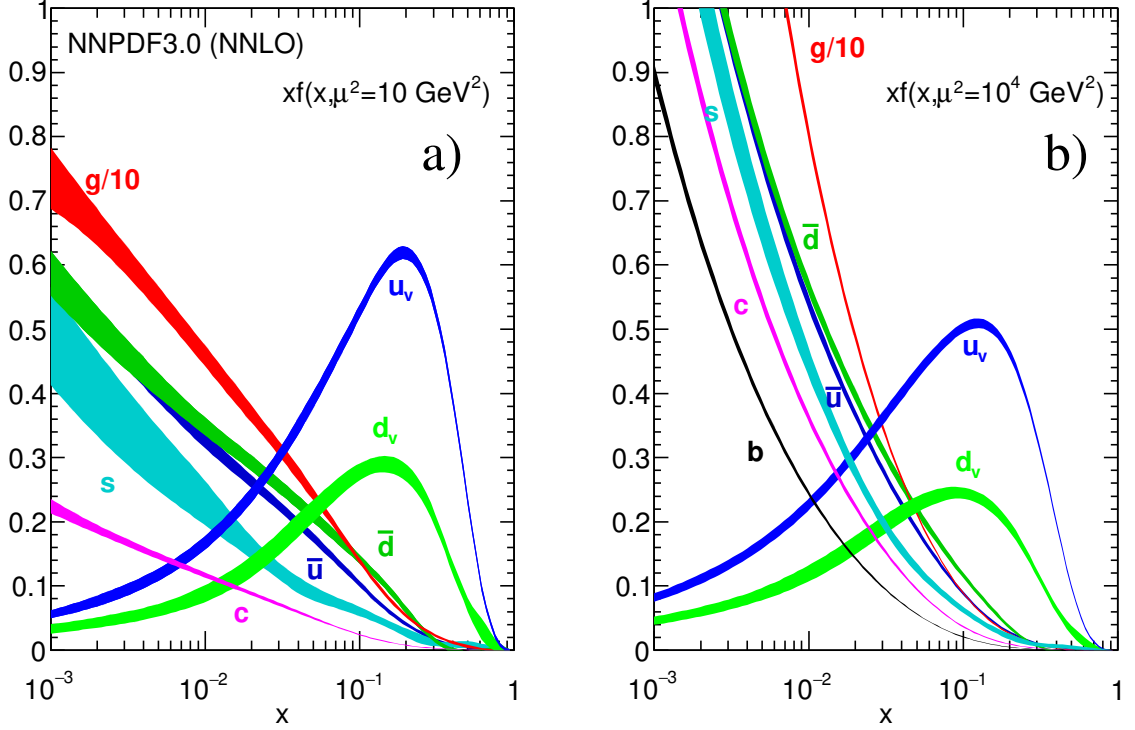 NNPDF3.0 (NNLO)
xf(x,μ²=10 GeV²)
a)
g/10
u_v
d_v
s
d̄
ū
c
1
0.9
0.8
0.7
0.6
0.5
0.4
0.3
0.2
0.1
0
10⁻³
10⁻²
10⁻¹
1
x
g/10
xf(x,μ²=10⁴ GeV²)
s
b)
d̄
c
u_v
ū
b
d_v
1
0.9
0.8
0.7
0.6
0.5
0.4
0.3
0.2
0.1
0
10⁻³
10⁻²
10⁻¹
1
x